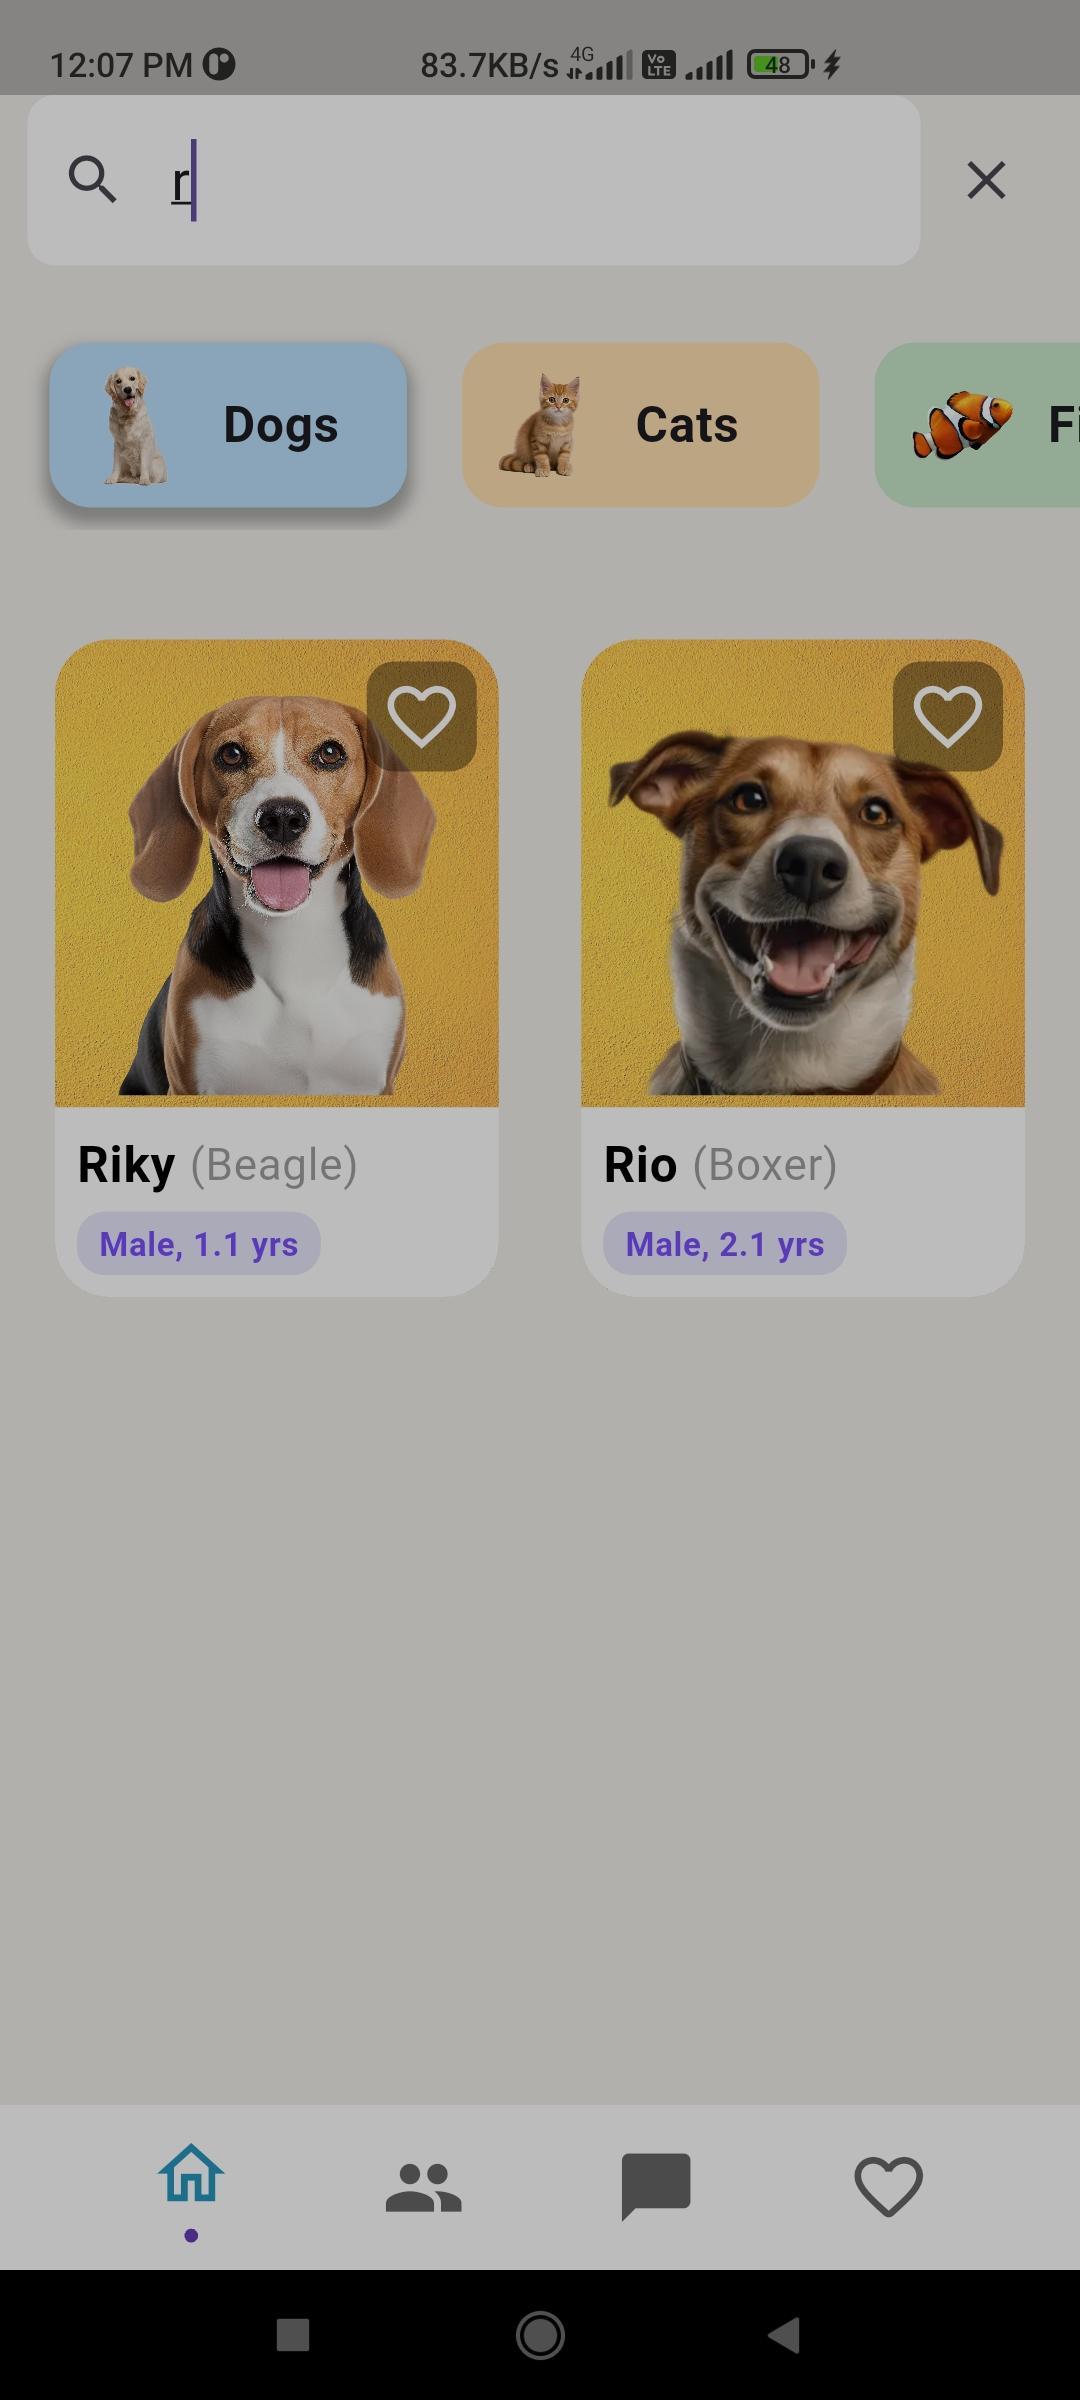 12:07 PM 83.7KB/s 4G Vo LTE 48
r
Dogs Cats Fi
Riky (Beagle) Rio (Boxer)
Male, 1.1 yrs Male, 2.1 yrs